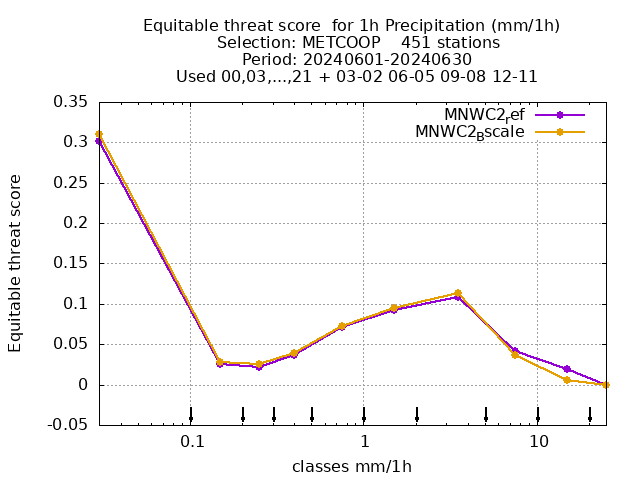 Equitable threat score  for 1h Precipitation (mm/1h)
Selection: METCOOP    451 stations
Period: 20240601-20240630
Used 00,03,...,21 + 03-02 06-05 09-08 12-11
MNWC2ref
MNWC2Bscale
0.35
0.3
0.25
0.2
0.15
0.1
0.05
0
-0.05
Equitable threat score
0.1
1
10
classes mm/1h